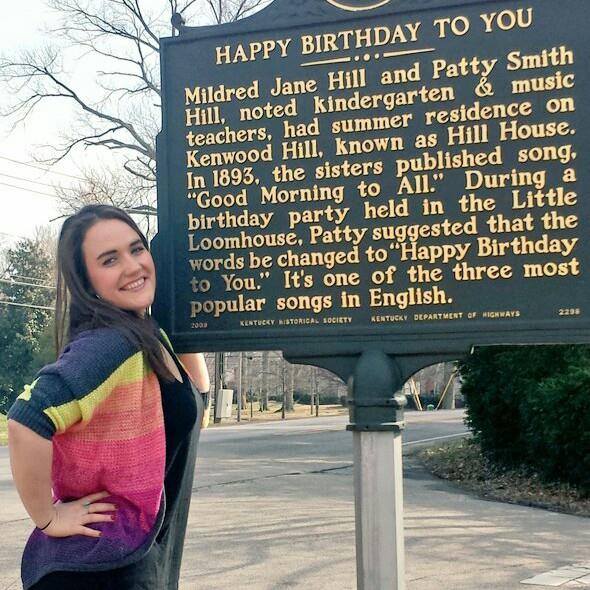 HAPPY BIRTHDAY TO YOU
Mildred Jane Hill and Patty Smith
Hill, noted kindergarten & music
teachers, had summer residence on
Kenwood Hill, known as Hill House.
In 1893, the sisters published song,
“Good Morning to All.” During a
birthday party held in the Little
Loomhouse, Patty suggested that the
words be changed to “Happy Birthday
to You.” It's one of the three most
popular songs in English.
2009 KENTUCKY HISTORICAL SOCIETY KENTUCKY DEPARTMENT OF HIGHWAYS 2298